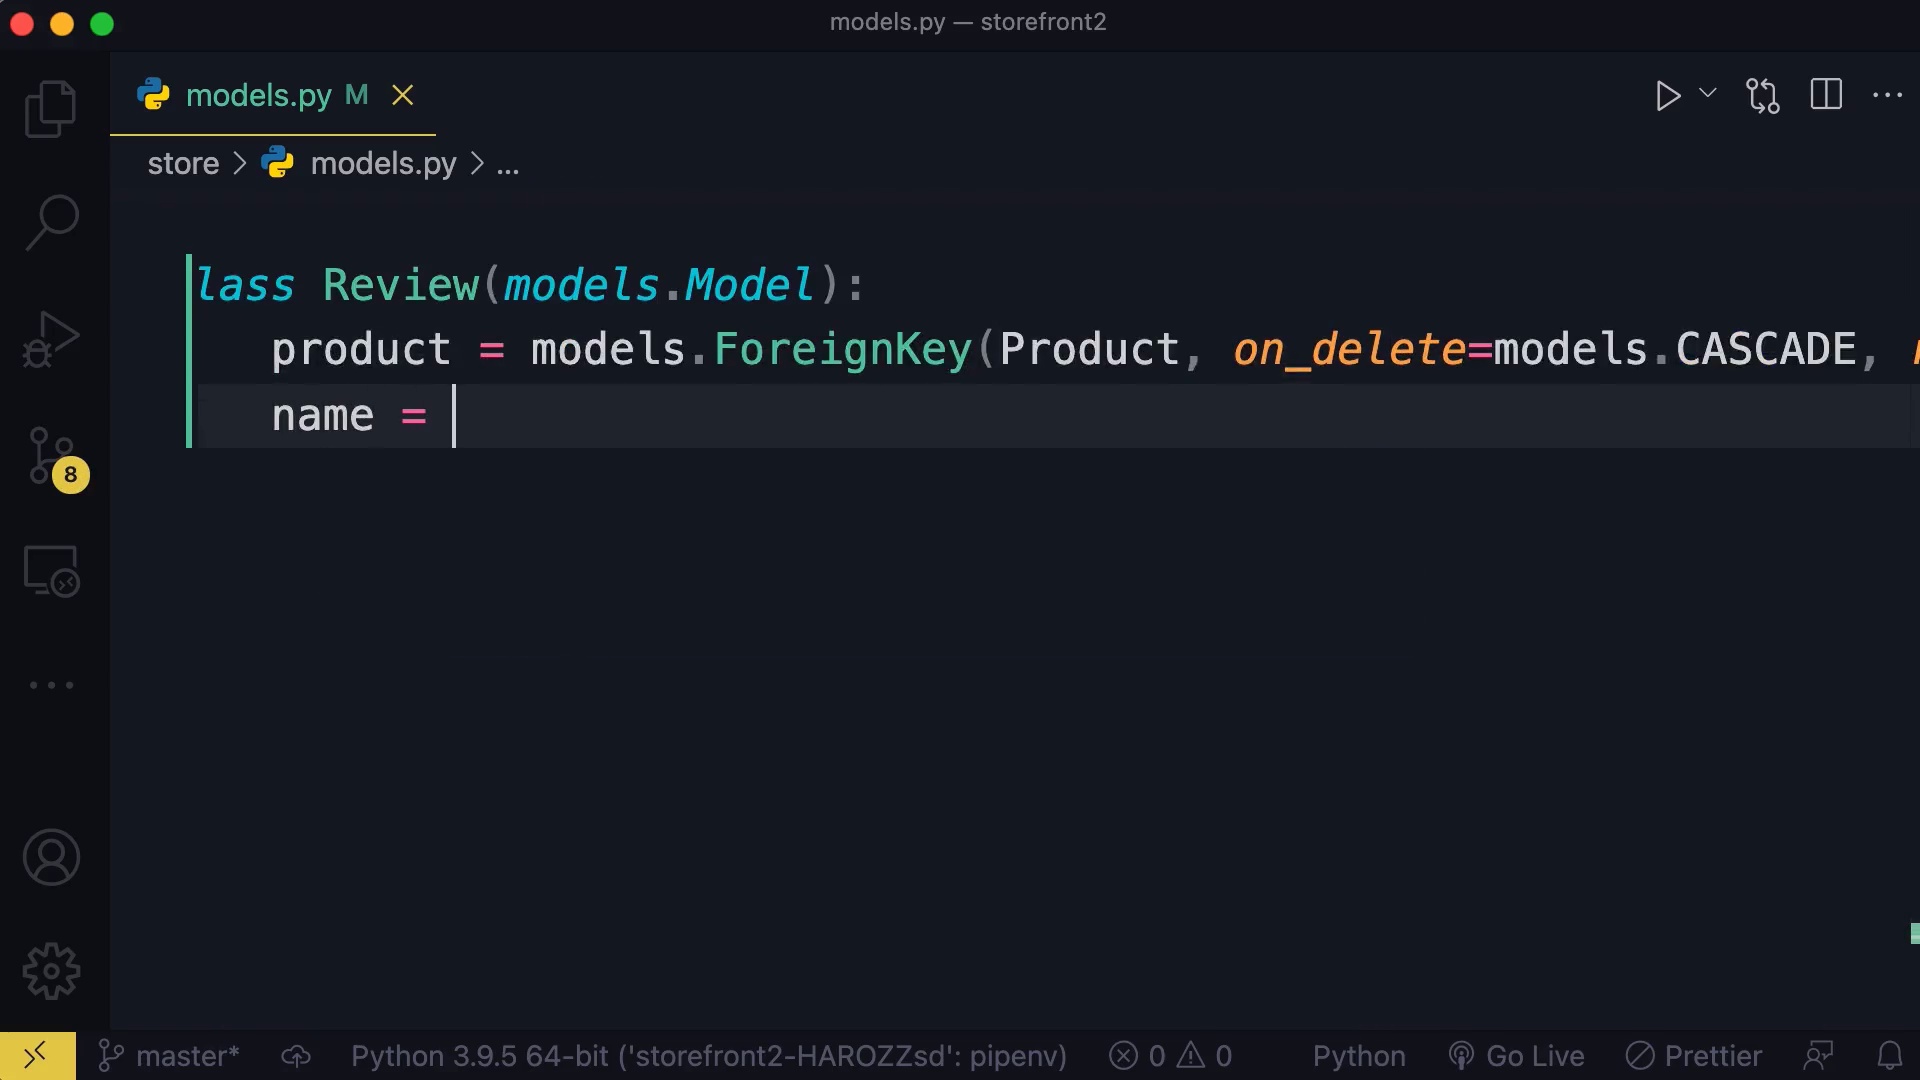 models.py — storefront2
models.py M
store > models.py > ...
lass Review(models.Model):
product = models.ForeignKey(Product, on_delete=models.CASCADE,
name =
8
master* Python 3.9.5 64-bit ('storefront2-HAROZZsd': pipenv) 0 0 Python Go Live Prettier